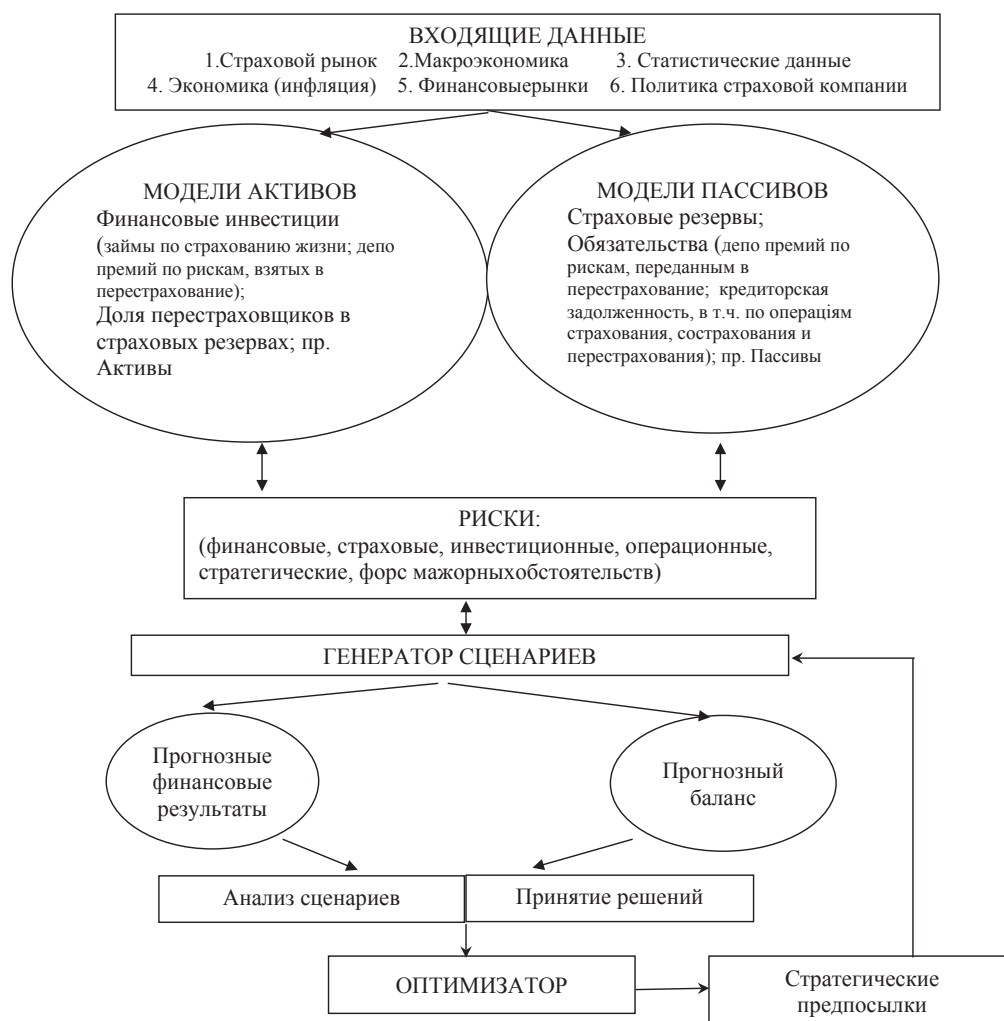 ВХОДЯЩИЕ ДАННЫЕ
1.Страховой рынок 2.Макроэкономика 3. Статистические данные
4. Экономика (инфляция) 5. Финансовыерынки 6. Политика страховой компании
МОДЕЛИ АКТИВОВ
Финансовые инвестиции
(займы по страхованию жизни; депо
премий по рискам, взятых в
перестрахование);
Доля перестраховщиков в
страховых резервах; пр.
Активы
МОДЕЛИ ПАССИВОВ
Страховые резервы;
Обязательства (депо премий по
рискам, переданным в
перестрахование; кредиторская
задолженность, в т.ч. по операціям
страхования, сострахования и
перестрахования); пр. Пассивы
РИСКИ:
(финансовые, страховые, инвестиционные, операционные,
стратегические, форс мажорныхобстоятельств)
ГЕНЕРАТОР СЦЕНАРИЕВ
Прогнозные
финансовые
результаты
Прогнозный
баланс
Анализ сценариев
Принятие решений
ОПТИМИЗАТОР
Стратегические
предпосылки